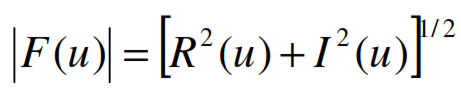 |F(u)| = [R²(u) + I²(u)]^{1/2}